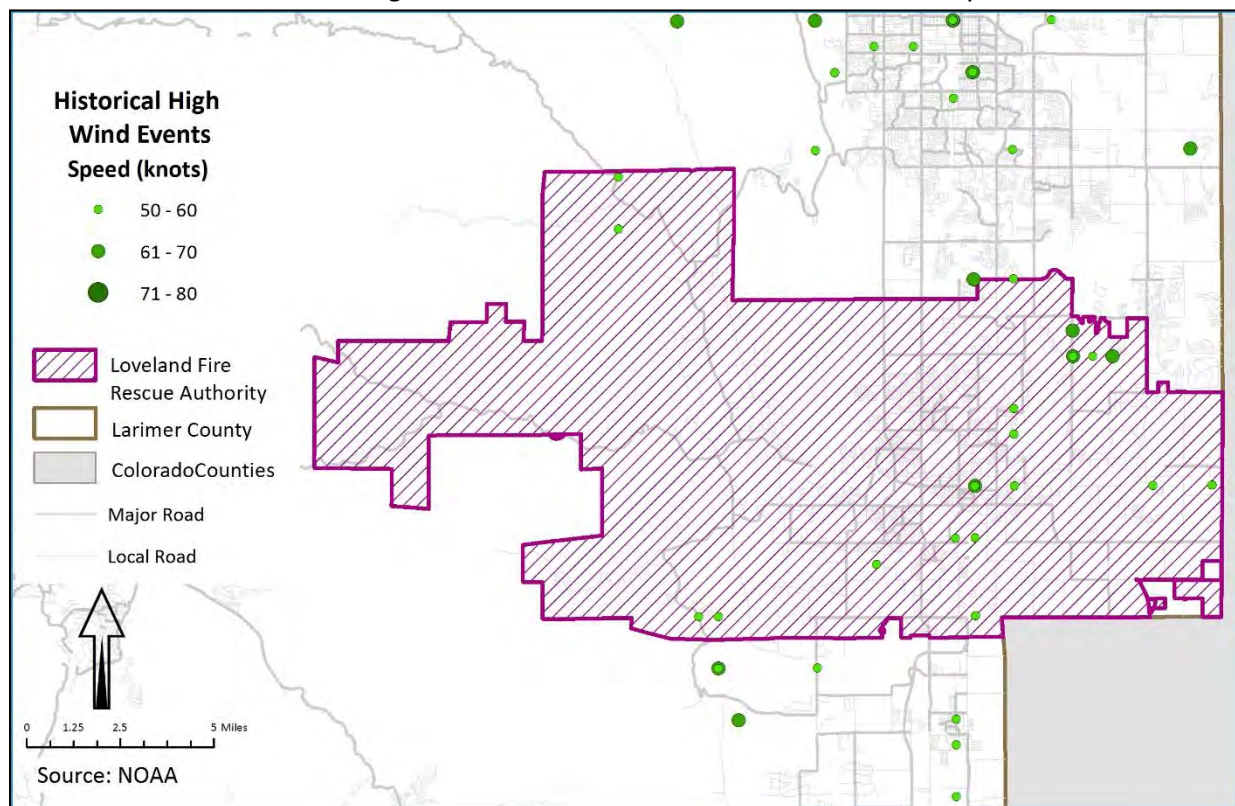 Historical High
Wind Events
Speed (knots)
50 - 60
61 - 70
71 - 80
Loveland Fire
Rescue Authority
Larimer County
ColoradoCounties
Major Road
Local Road
0 1.25 2.5 5 Miles
Source: NOAA